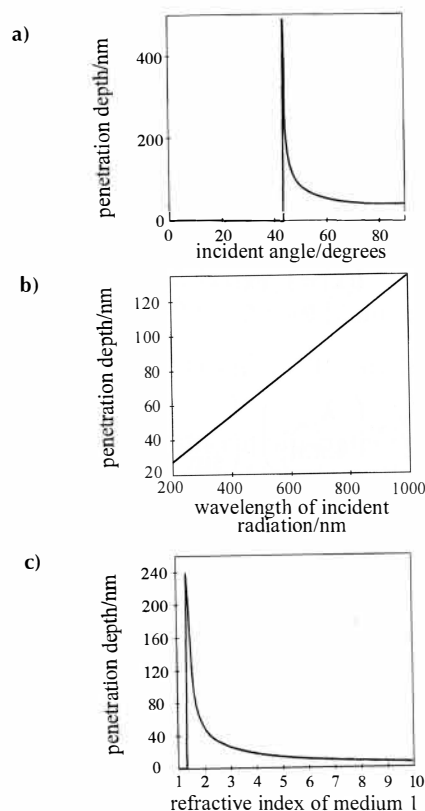 a)
penetration depth/nm
400
200
0
0 20 40 60 80
incident angle/degrees
b)
penetration depth/nm
120
100
80
60
40
20
200 400 600 800 1000
wavelength of incident
radiation/nm
c)
penetration depth/nm
240
200
160
120
80
40
0
1 2 3 4 5 6 7 8 9 10
refractive index of medium 1